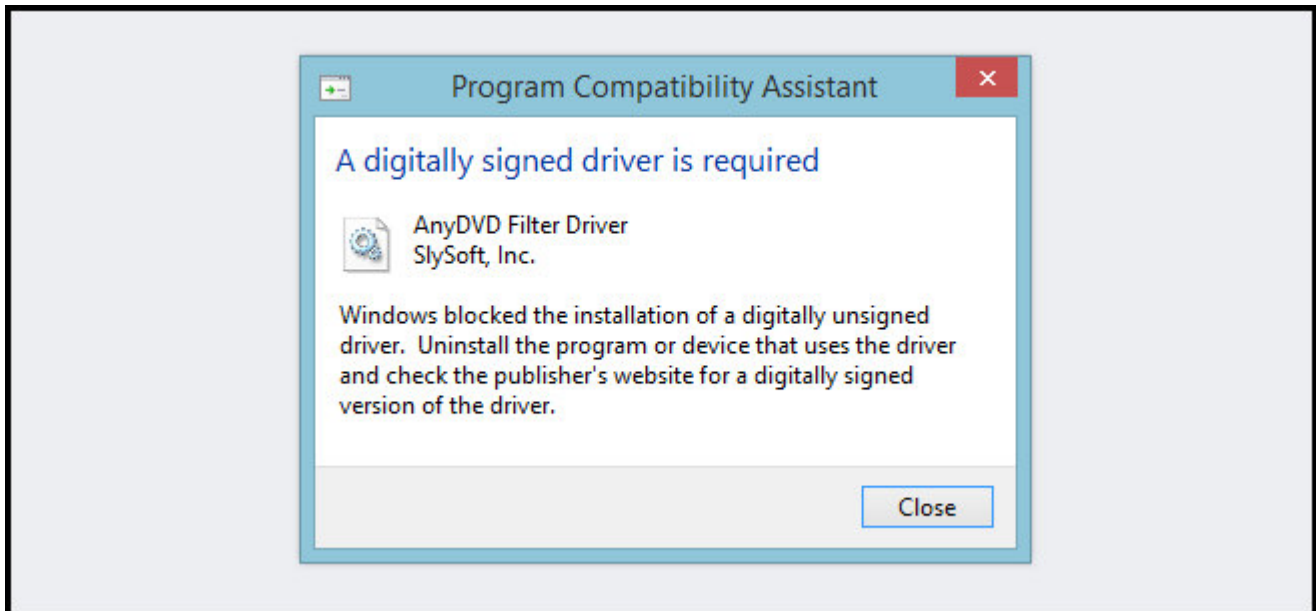 Program Compatibility Assistant
A digitally signed driver is required
AnyDVD Filter Driver
SlySoft, Inc.
Windows blocked the installation of a digitally unsigned
driver.  Uninstall the program or device that uses the driver
and check the publisher's website for a digitally signed
version of the driver.
Close